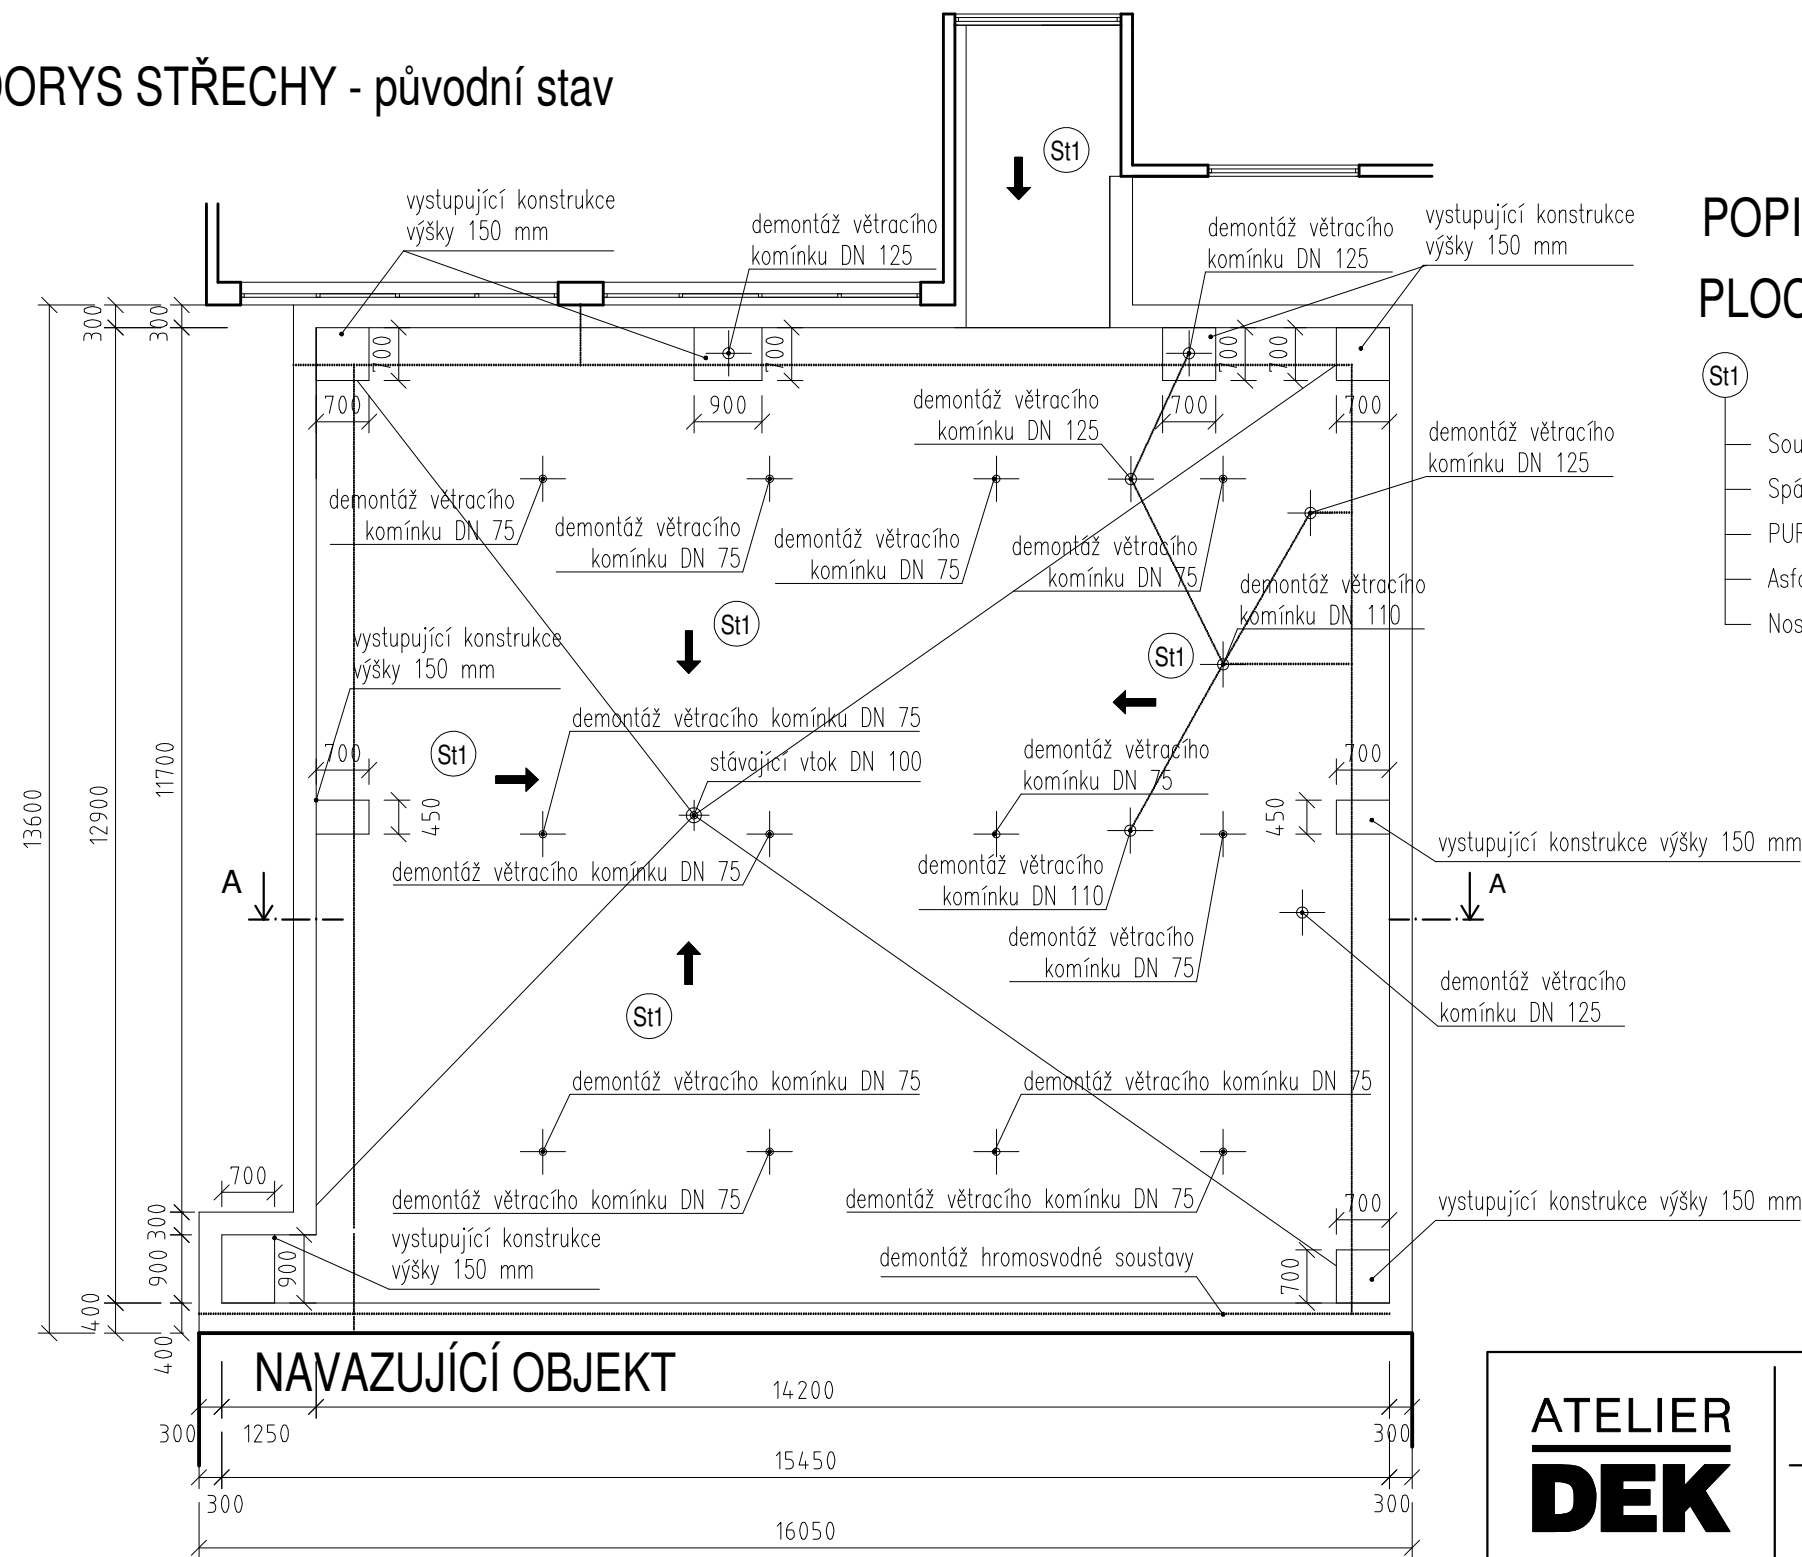 DORYS STŘECHY - původní stav
St1
vystupující konstrukce
výšky 150 mm
demontáž větracího
komínku DN 125
demontáž větracího
komínku DN 125
vystupující konstrukce
výšky 150 mm
POPI
PLOC
St1
Sou
Spá
PUR
Asfa
Nos
300
300
700
700
700
700
700
900
700
700
demontáž větracího
komínku DN 125
demontáž větracího
komínku DN 125
demontáž větracího
komínku DN 75
demontáž větracího
komínku DN 75
demontáž větracího
komínku DN 75
demontáž větracího
komínku DN 75
demontáž větracího
komínku DN 110
St1
St1
vystupující konstrukce
výšky 150 mm
demontáž větracího komínku DN 75
stávající vtok DN 100
demontáž větracího
komínku DN 75
St1
700
700
450
450
13600
12900
11700
vystupující konstrukce výšky 150 mm
demontáž větracího komínku DN 75
demontáž větracího
komínku DN 110
A
A
demontáž větracího
komínku DN 75
demontáž větracího
komínku DN 125
St1
demontáž větracího komínku DN 75
demontáž větracího komínku DN 75
700
demontáž větracího komínku DN 75
demontáž větracího komínku DN 75
700
vystupující konstrukce výšky 150 mm
300
900
400
400
900
vystupující konstrukce
výšky 150 mm
demontáž hromosvodné soustavy
700
NAVAZUJÍCÍ OBJEKT
14200
300
1250
300
15450
300
300
16050
ATELIER
DEK